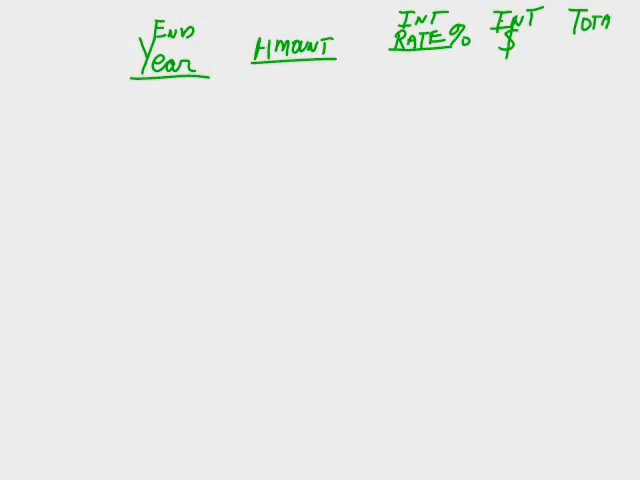 END Year
AMOUNT
INT RATE %
INT $
TOTA